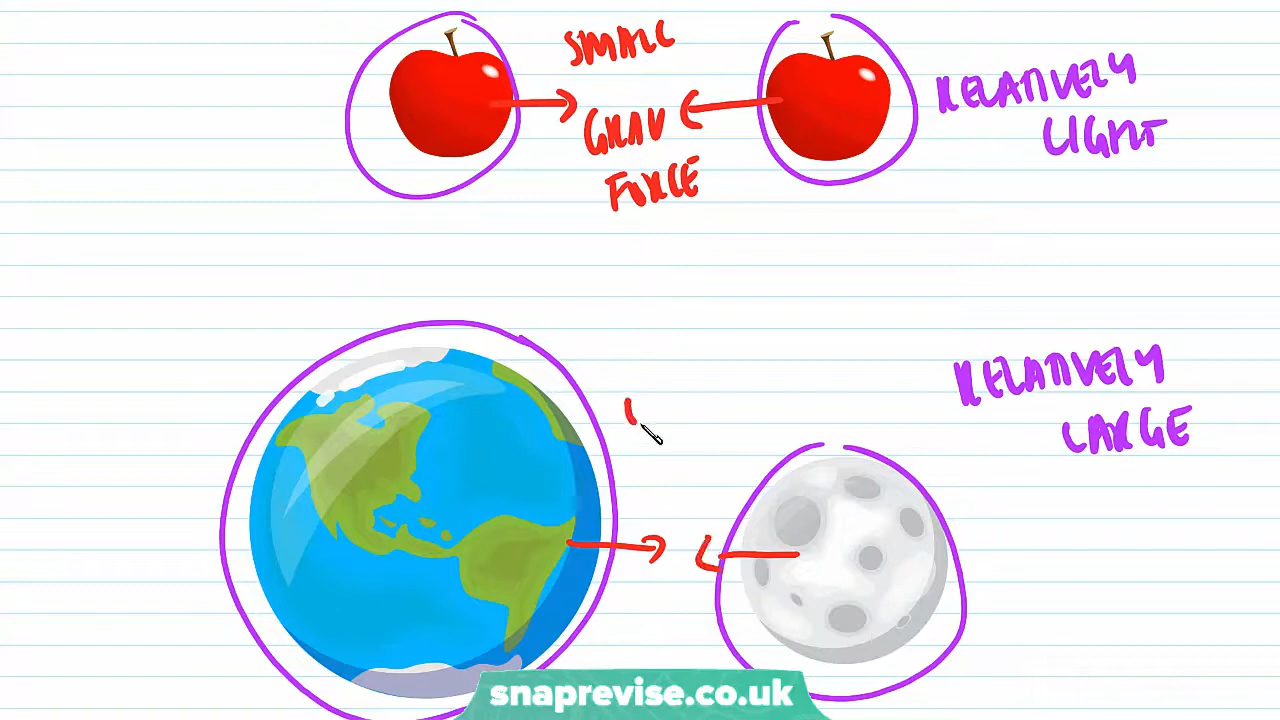 SMALL
GRAV
FORCE
RELATIVELY
LIGHT
RELATIVELY
LARGE
snaprevise.co.uk